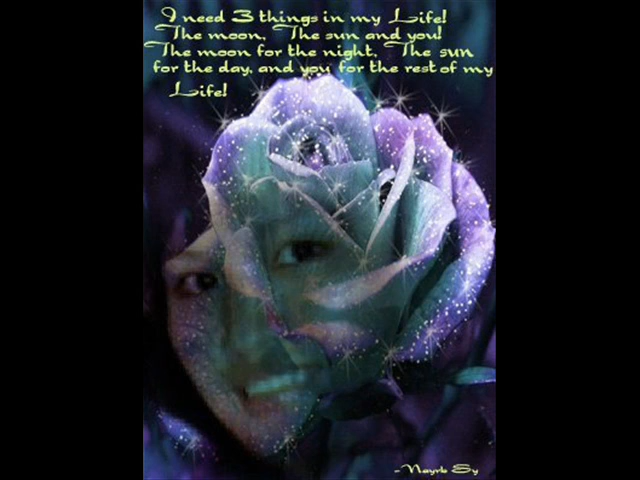 I need 3 things in my Life!
The moon, The sun and you!
The moon for the night, The sun
for the day, and you for the rest of my
Life!
-Nayrb Sy